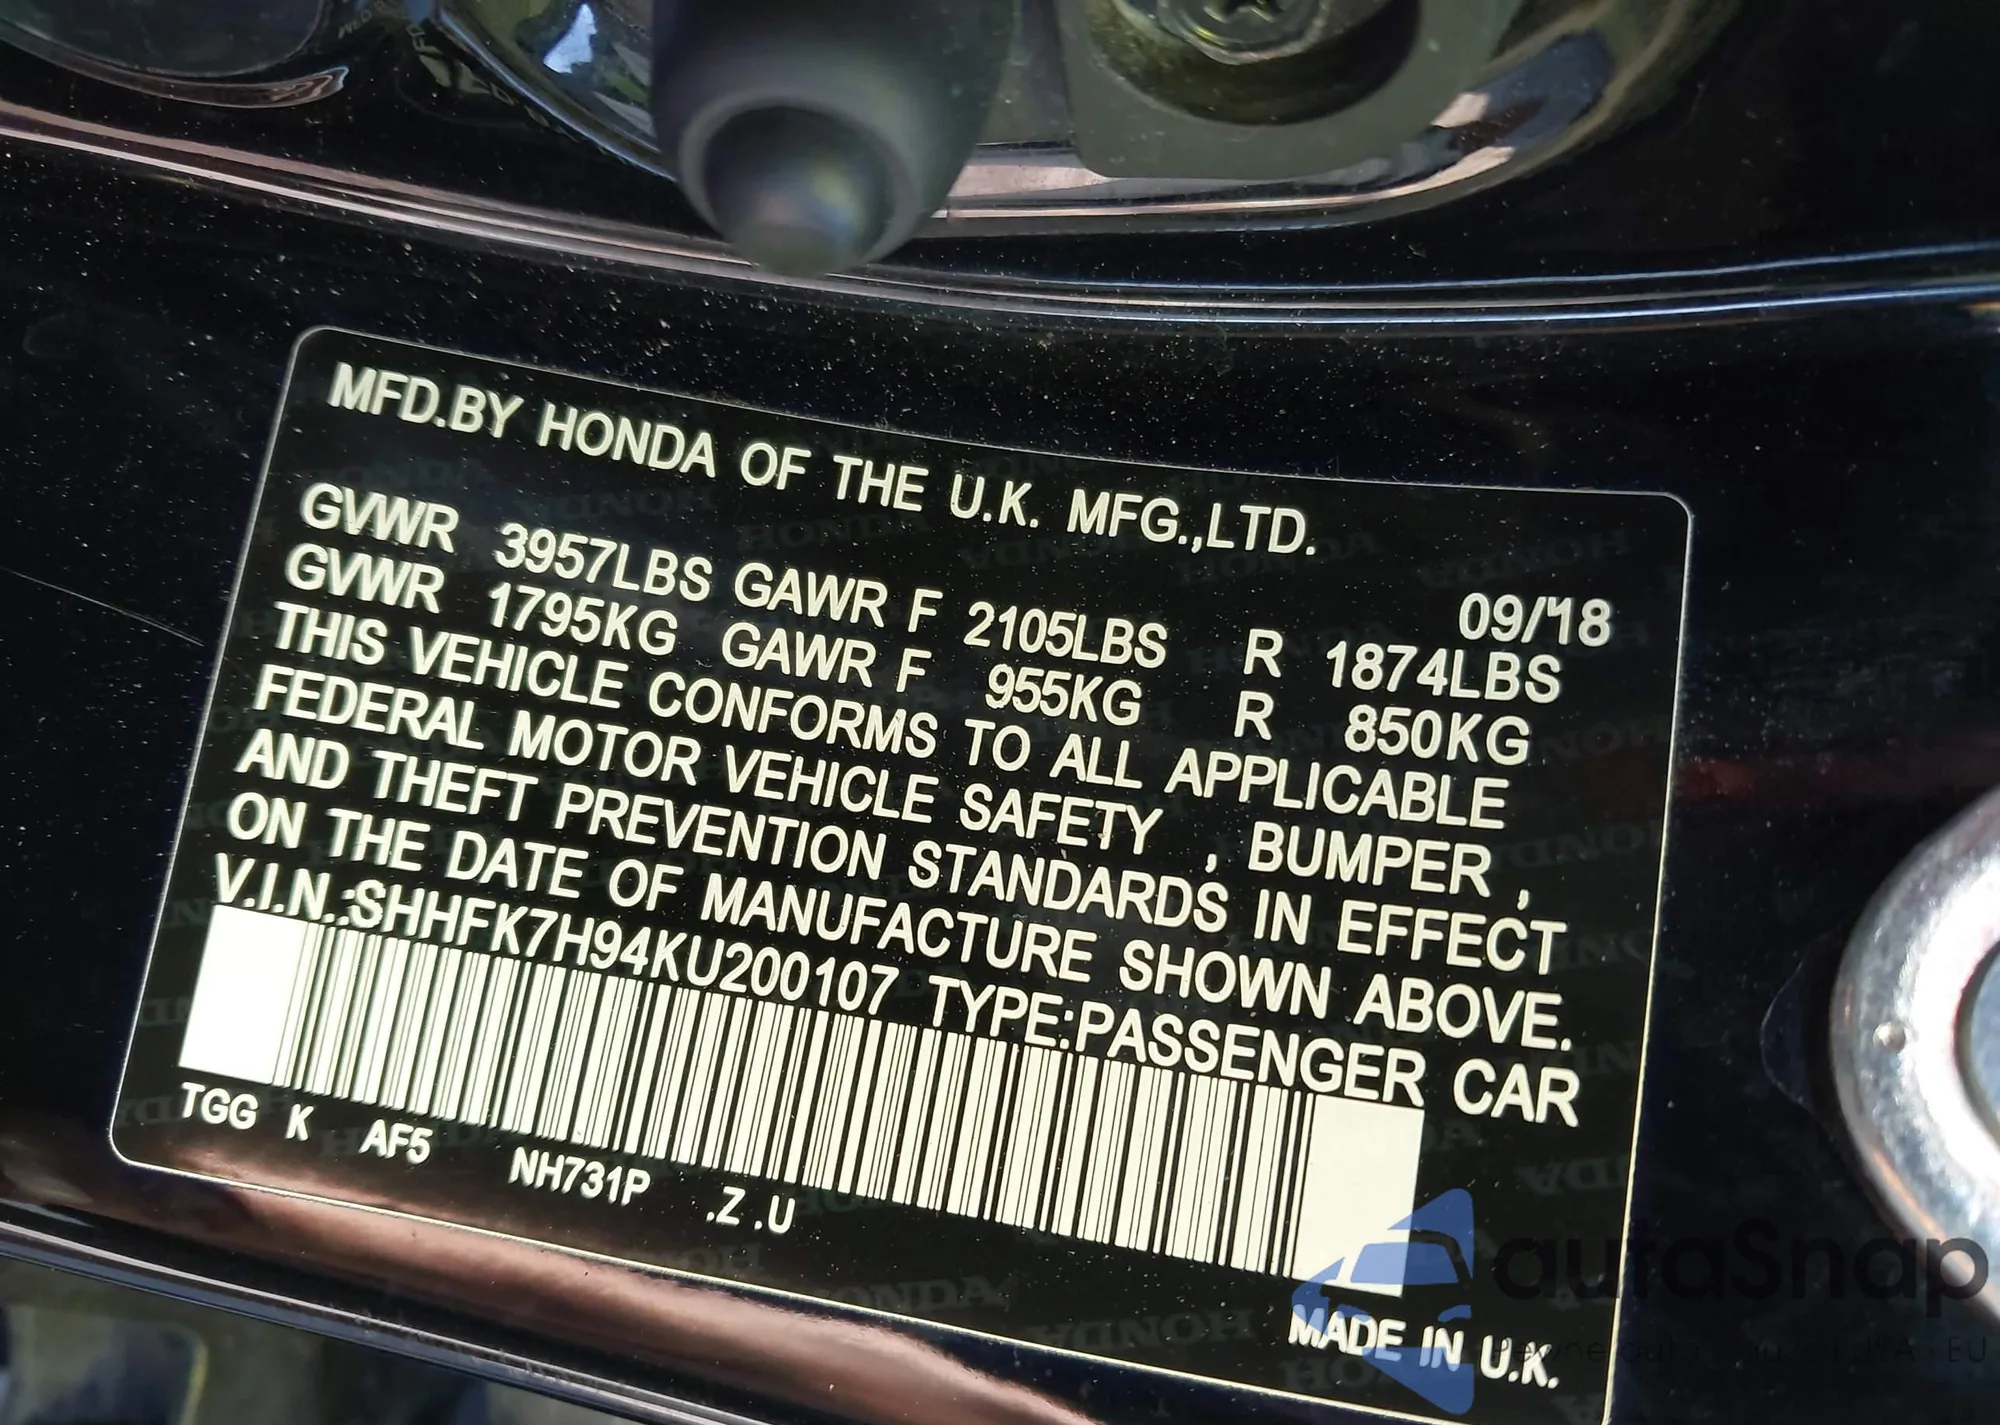 MFD.BY HONDA OF THE U.K. MFG.,LTD.
09/18
GVWR 3957LBS GAWR F 2105LBS R 1874LBS
GVWR 1795KG GAWR F 955KG R 850KG
THIS VEHICLE CONFORMS TO ALL APPLICABLE
FEDERAL MOTOR VEHICLE SAFETY , BUMPER ,
AND THEFT PREVENTION STANDARDS IN EFFECT
ON THE DATE OF MANUFACTURE SHOWN ABOVE.
V.I.N.:SHHFK7H94KU200107 TYPE:PASSENGER CAR
TGG K AF5 NH731P .Z .U
MADE IN U.K.
autaSnap